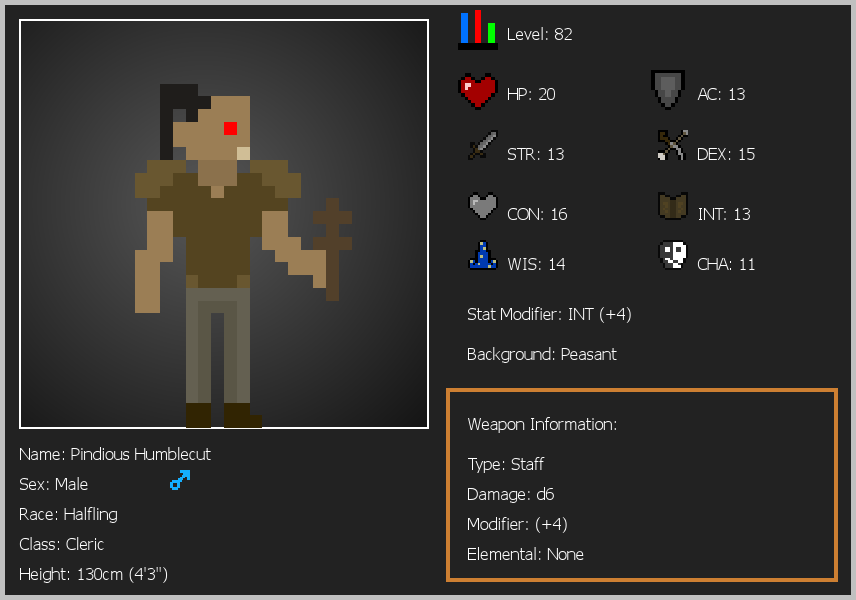 Level: 82
HP: 20
AC: 13
STR: 13
DEX: 15
CON: 16
INT: 13
WIS: 14
CHA: 11
Stat Modifier: INT (+4)
Background: Peasant
Weapon Information:
Type: Staff
Damage: d6
Modifier: (+4)
Elemental: None
Name: Pindious Humblecut
Sex: Male
Race: Halfling
Class: Cleric
Height: 130cm (4'3")